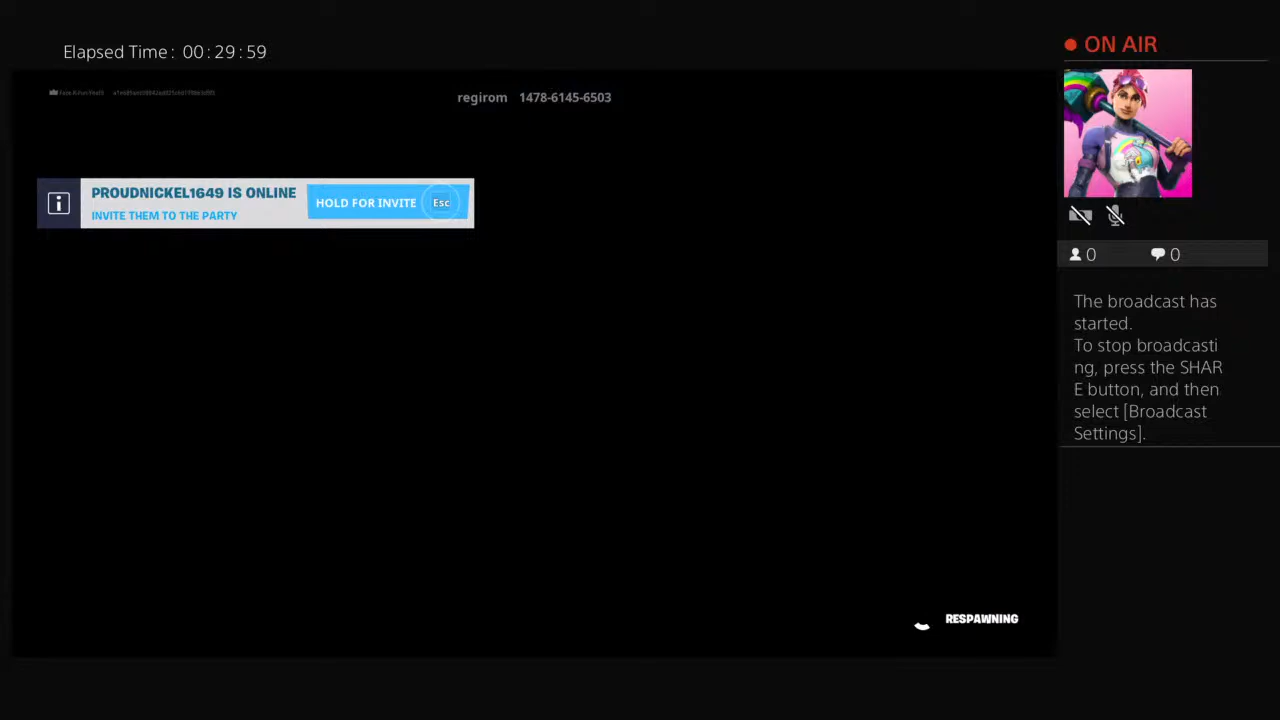 Elapsed Time: 00:29:59
ON AIR
regirom 1478-6145-6503
PROUDNICKEL1649 IS ONLINE
INVITE THEM TO THE PARTY
HOLD FOR INVITE Esc
0 0
The broadcast has
started.
To stop broadcasti
ng, press the SHAR
E button, and then
select [Broadcast
Settings].
RESPAWNING